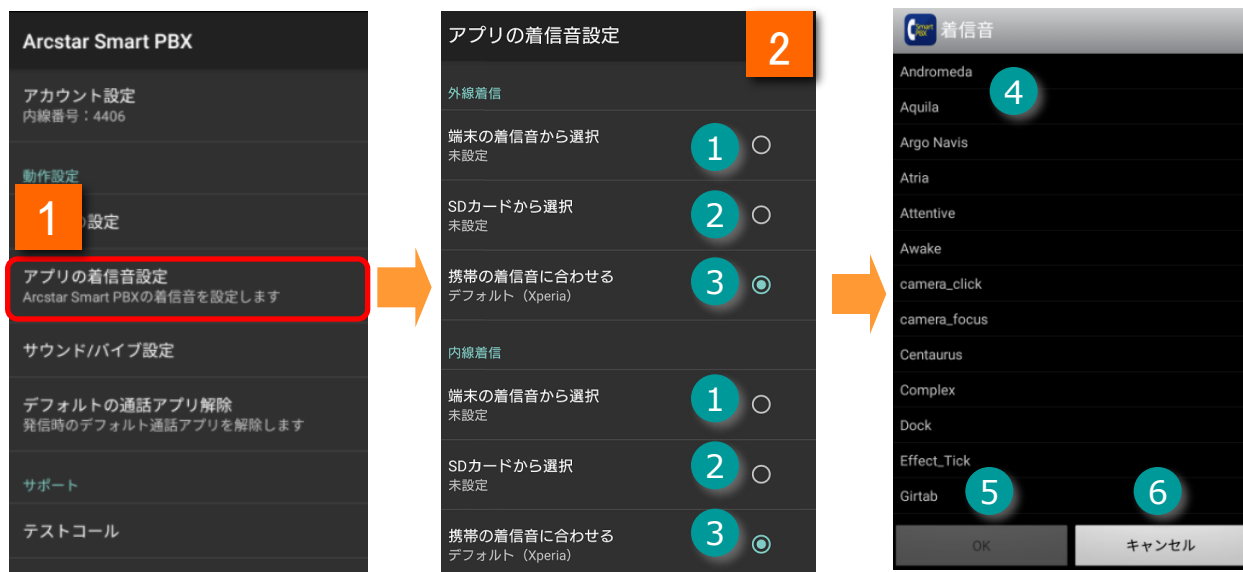 Arcstar Smart PBX
アカウント設定
内線番号：4406
動作設定
1
設定
アプリの着信音設定
Arcstar Smart PBXの着信音を設定します
サウンド/バイブ設定
デフォルトの通話アプリ解除
発信時のデフォルト通話アプリを解除します
サポート
テストコール
アプリの着信音設定
2
外線着信
端末の着信音から選択
未設定
1
SDカードから選択
未設定
2
携帯の着信音に合わせる
デフォルト（Xperia）
3
内線着信
端末の着信音から選択
未設定
1
SDカードから選択
未設定
2
携帯の着信音に合わせる
デフォルト（Xperia）
3
Smart
PBX
着信音
Andromeda
4
Aquila
Argo Navis
Atria
Attentive
Awake
camera_click
camera_focus
Centaurus
Complex
Dock
Effect_Tick
Girtab
5
6
OK
キャンセル